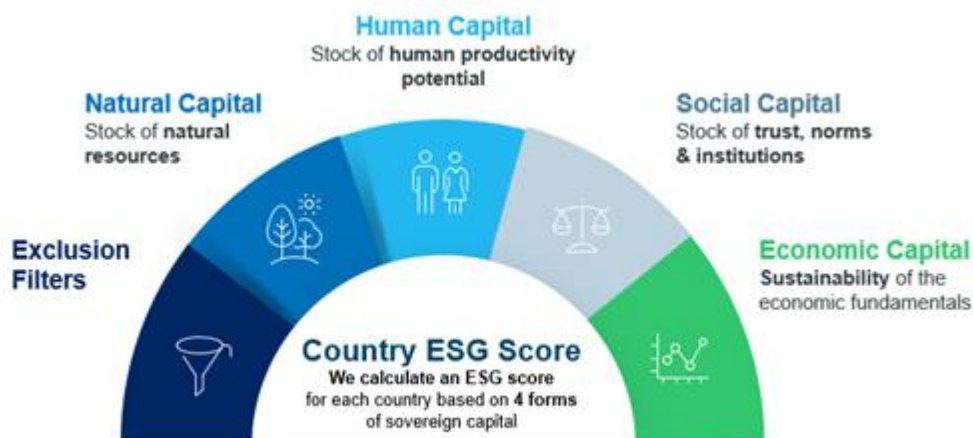 Human Capital
Stock of human productivity
potential
Natural Capital
Stock of natural
resources
Social Capital
Stock of trust, norms
& institutions
Exclusion
Filters
Economic Capital
Sustainability of the
economic fundamentals
Country ESG Score
We calculate an ESG score
for each country based on 4 forms
of sovereign capital